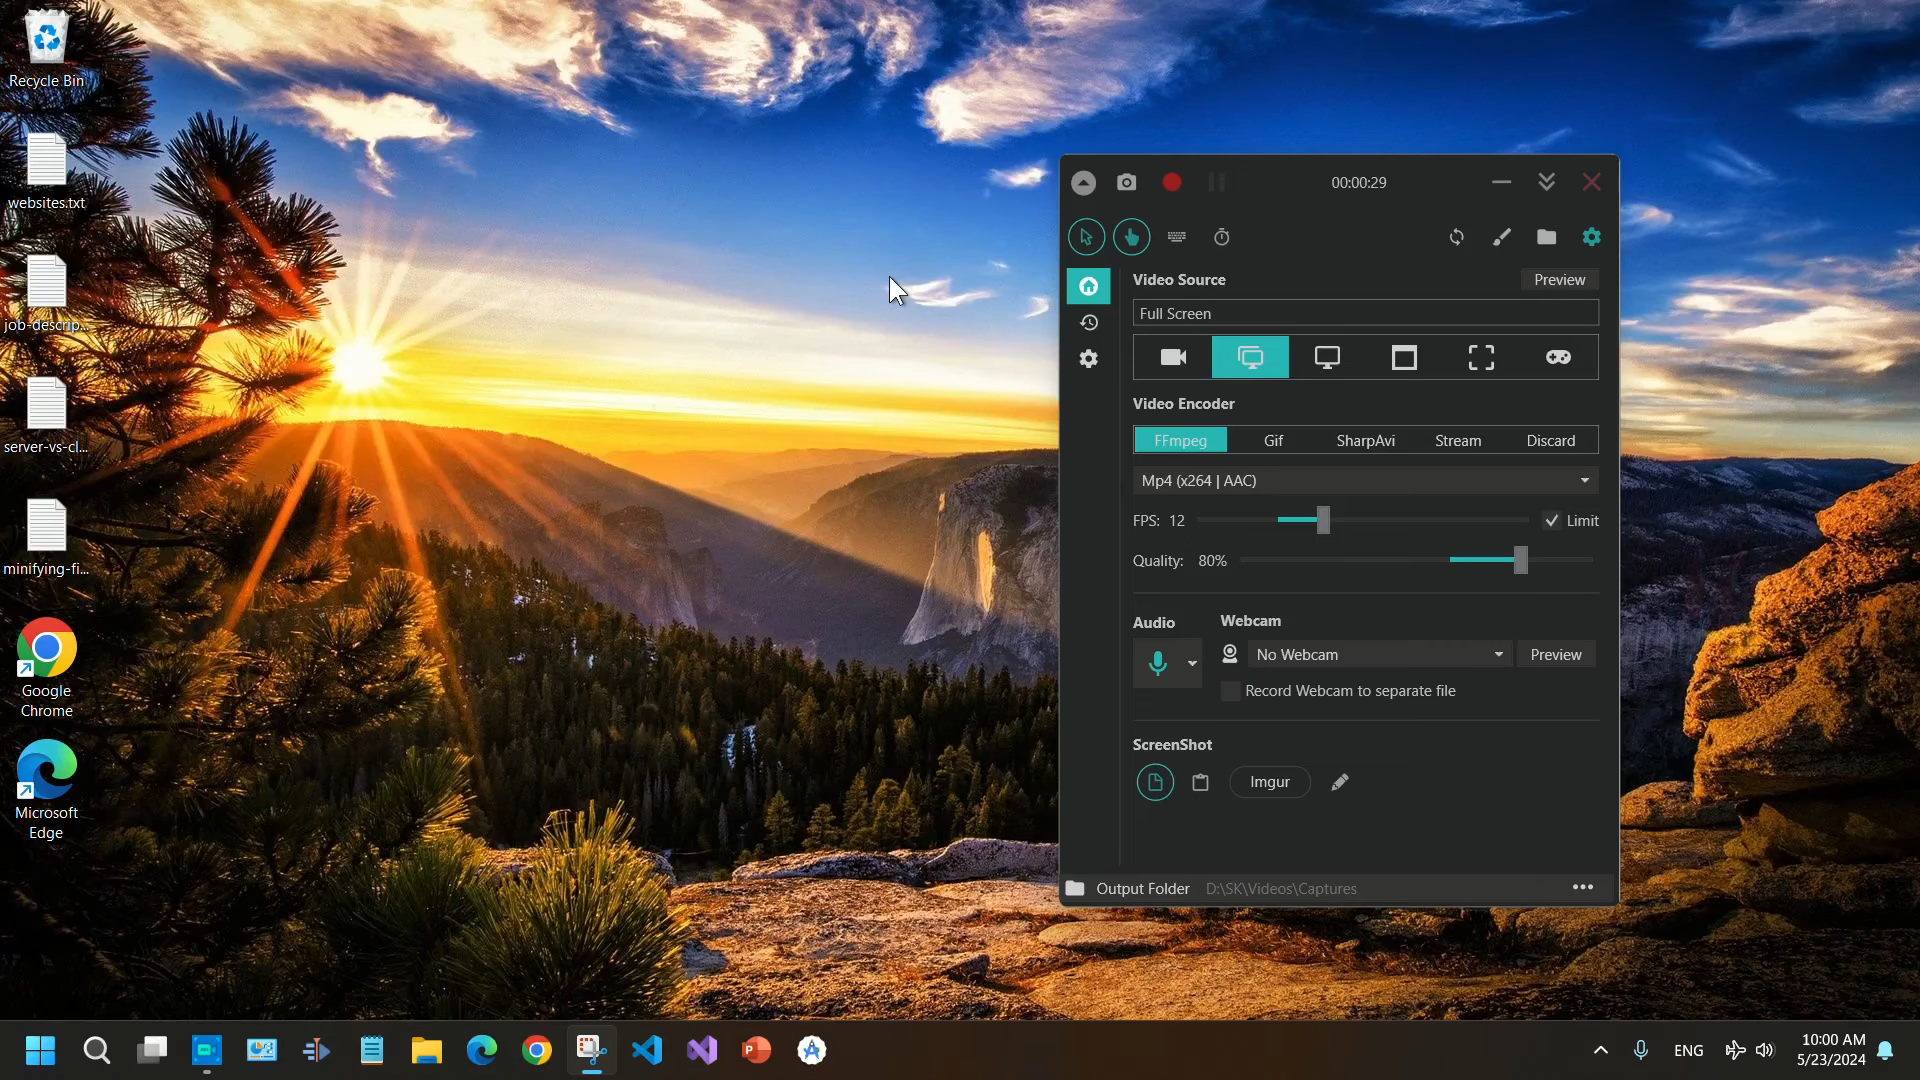 Recycle Bin
websites.txt
job-descrip...
server-vs-cl...
minifying-fi...
Google
Chrome
Microsoft
Edge
00:00:29
Video Source
Preview
Full Screen
Video Encoder
FFmpeg Gif SharpAvi Stream Discard
Mp4 (x264 | AAC)
FPS: 12
Limit
Quality: 80%
Audio
Webcam
No Webcam
Preview
Record Webcam to separate file
ScreenShot
Imgur
Output Folder D:\SK\Videos\Captures
ENG
10:00 AM
5/23/2024